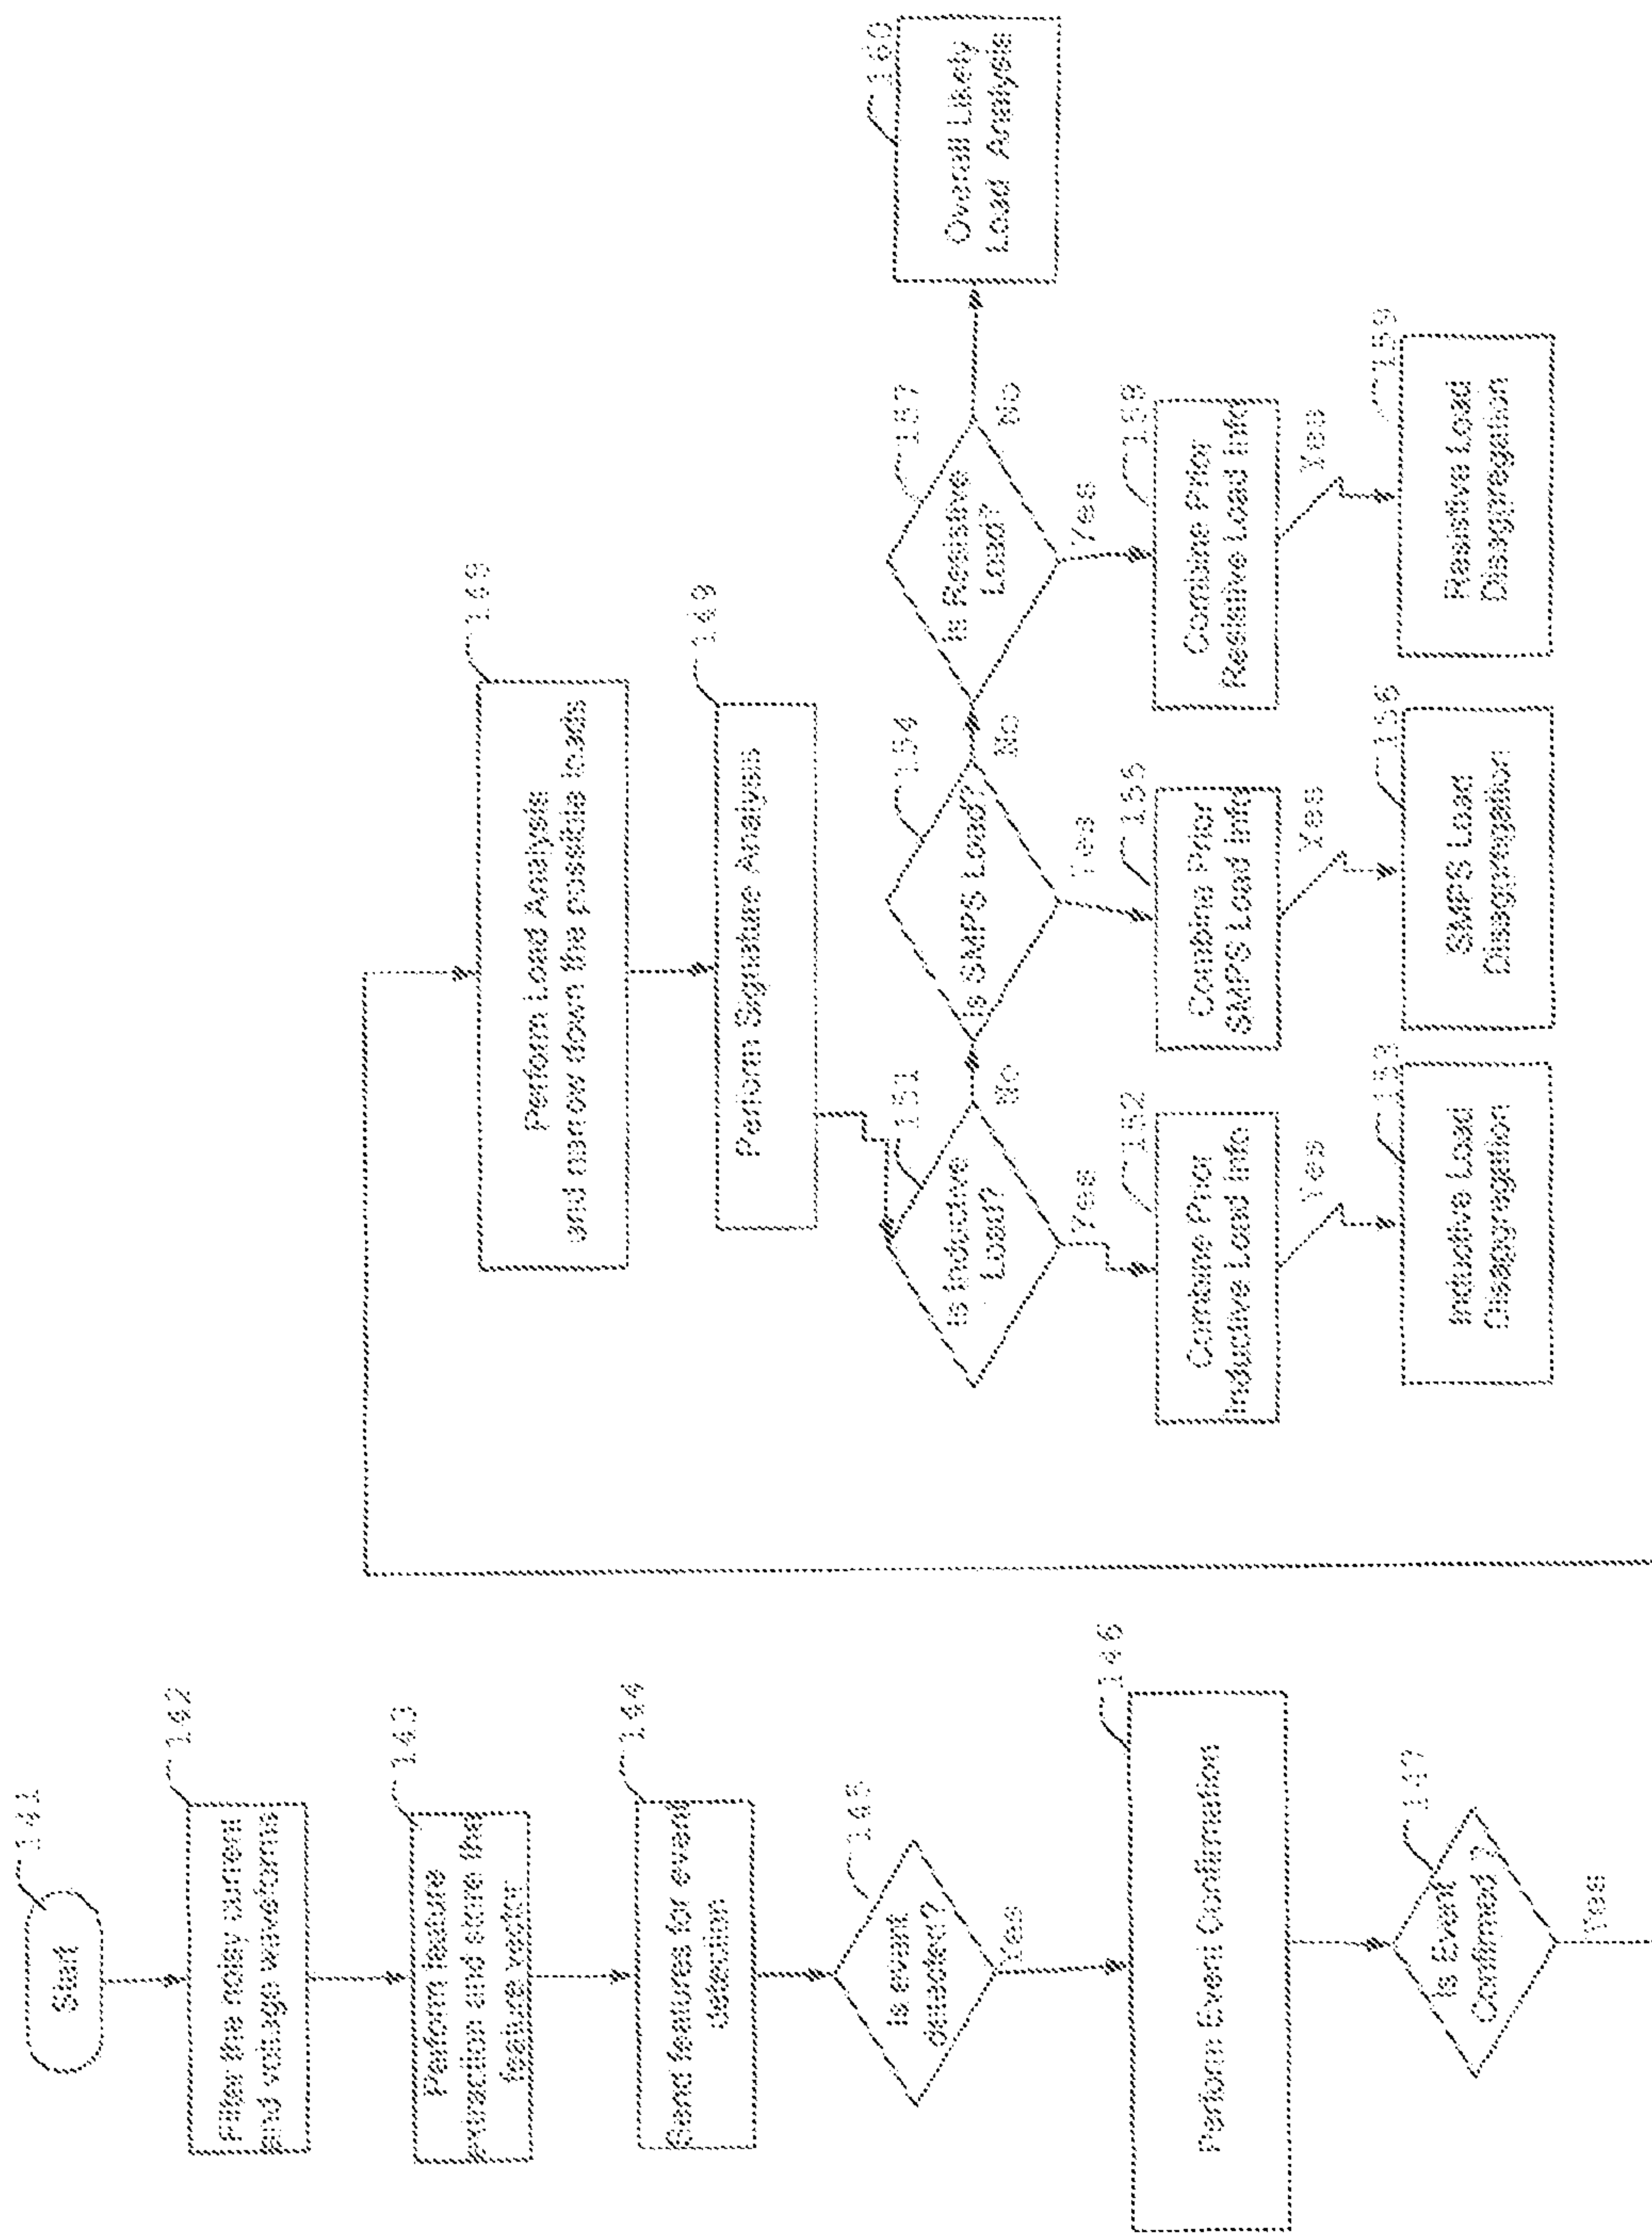 141
Start
142
Filter the noisy current
and voltage waveforms
143
Perform feature
extraction and store the
feature vector
144
Send features for event
detection
145
Is event
detected?
Yes
146
Perform Event Confirmation
147
Is Event
Confirmed ?
Yes
148
Perform Load Analysis
and narrow down the possible loads
149
Perform Signature Analysis
151
Is Inductive
Load?
No
Yes
152
Combine Prior
Inductive Load Info
Yes
153
Inductive Load
Disaggregation
154
Is SMPS Load?
No
Yes
155
Combine Prior
SMPS Load Info
Yes
156
SMPS Load
Disaggregation
157
Is Resistive
Load?
No
Yes
158
Combine Prior
Resistive Load Info
Yes
159
Resistive Load
Disaggregation
160
Overall Likely
Load Analysis